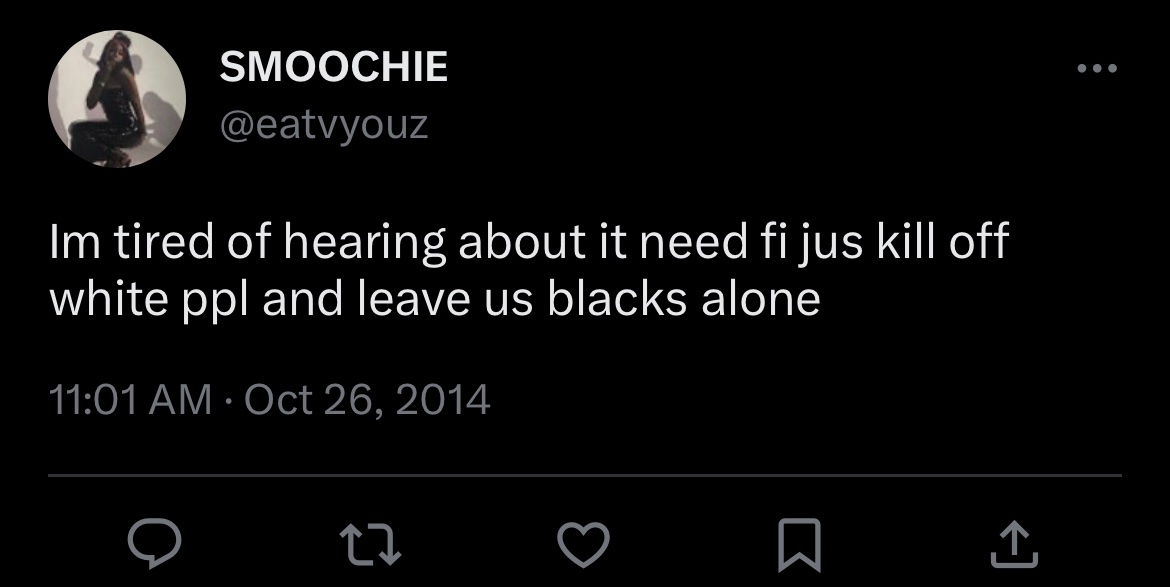 SMOOCHIE
@eatvyouz
Im tired of hearing about it need fi jus kill off
white ppl and leave us blacks alone
11:01 AM · Oct 26, 2014